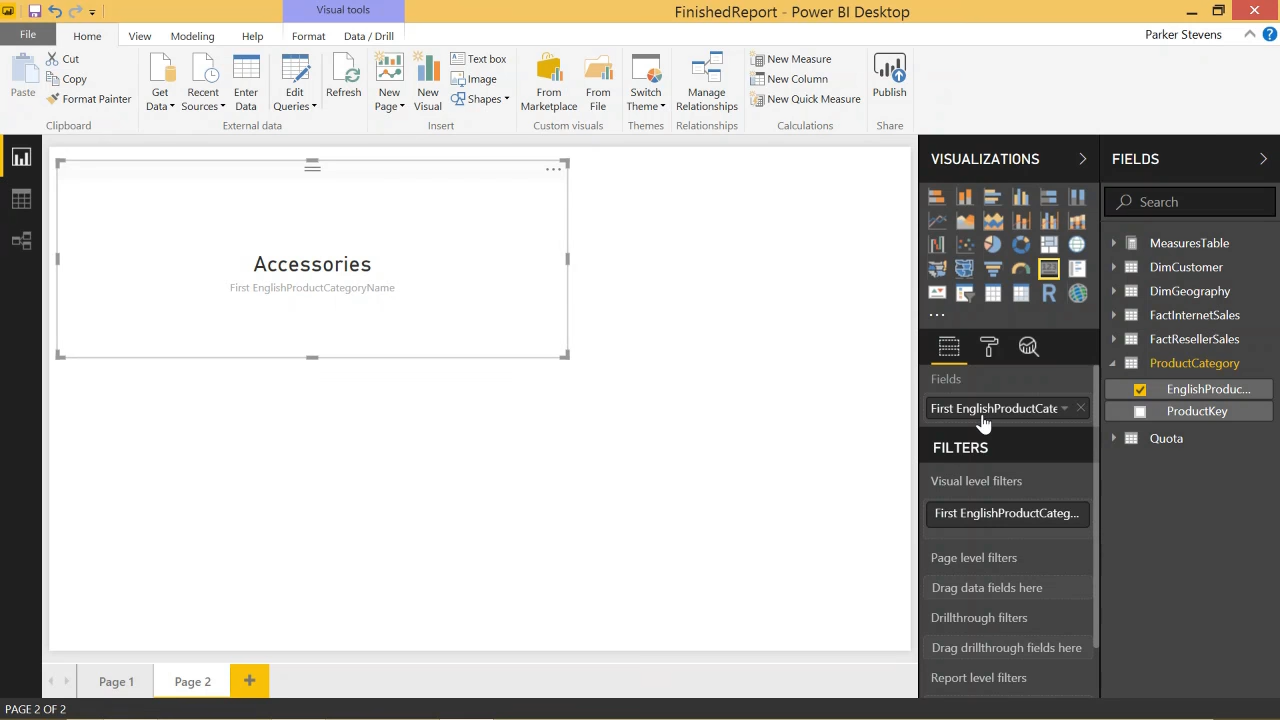 Visual tools
FinishedReport - Power BI Desktop
File
Home
View
Modeling
Help
Format
Data / Drill
Parker Stevens
Paste
Cut
Copy
Format Painter
Clipboard
Get Data
Recent Sources
Enter Data
Edit Queries
Refresh
External data
New Page
New Visual
Text box
Image
Shapes
Insert
From Marketplace
From File
Custom visuals
Switch Theme
Themes
Manage Relationships
Relationships
New Measure
New Column
New Quick Measure
Calculations
Publish
Share
Accessories
First EnglishProductCategoryName
VISUALIZATIONS
R
Fields
First EnglishProductCate
FILTERS
Visual level filters
First EnglishProductCateg...
Page level filters
Drag data fields here
Drillthrough filters
Drag drillthrough fields here
Report level filters
FIELDS
Search
MeasuresTable
DimCustomer
DimGeography
FactInternetSales
FactResellerSales
ProductCategory
EnglishProduc...
ProductKey
Quota
Page 1
Page 2
PAGE 2 OF 2